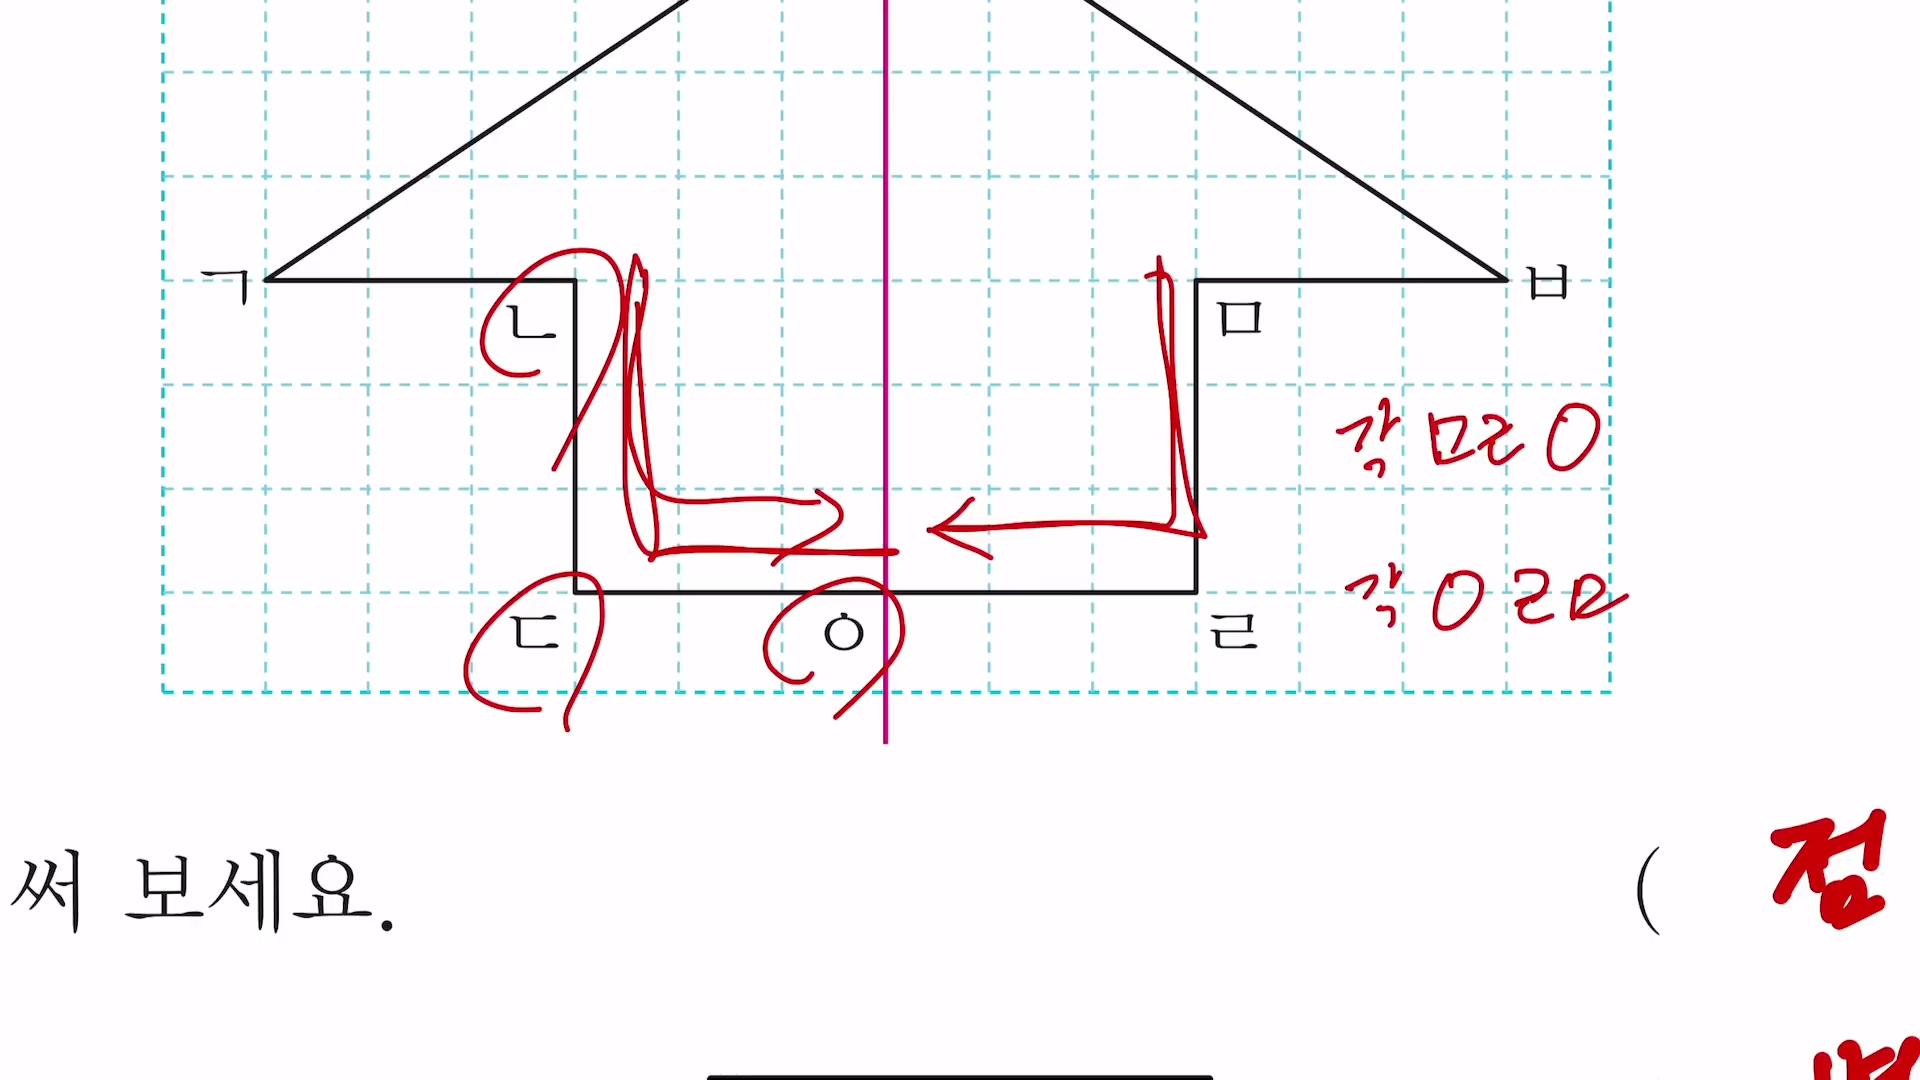 ㄱ
ㅂ
ㄴ
ㅁ
각 ㅁㄹㅇ
각 ㅇㄹㅁ
ㄷ
ㅇ
ㄹ
써 보세요.
( 점